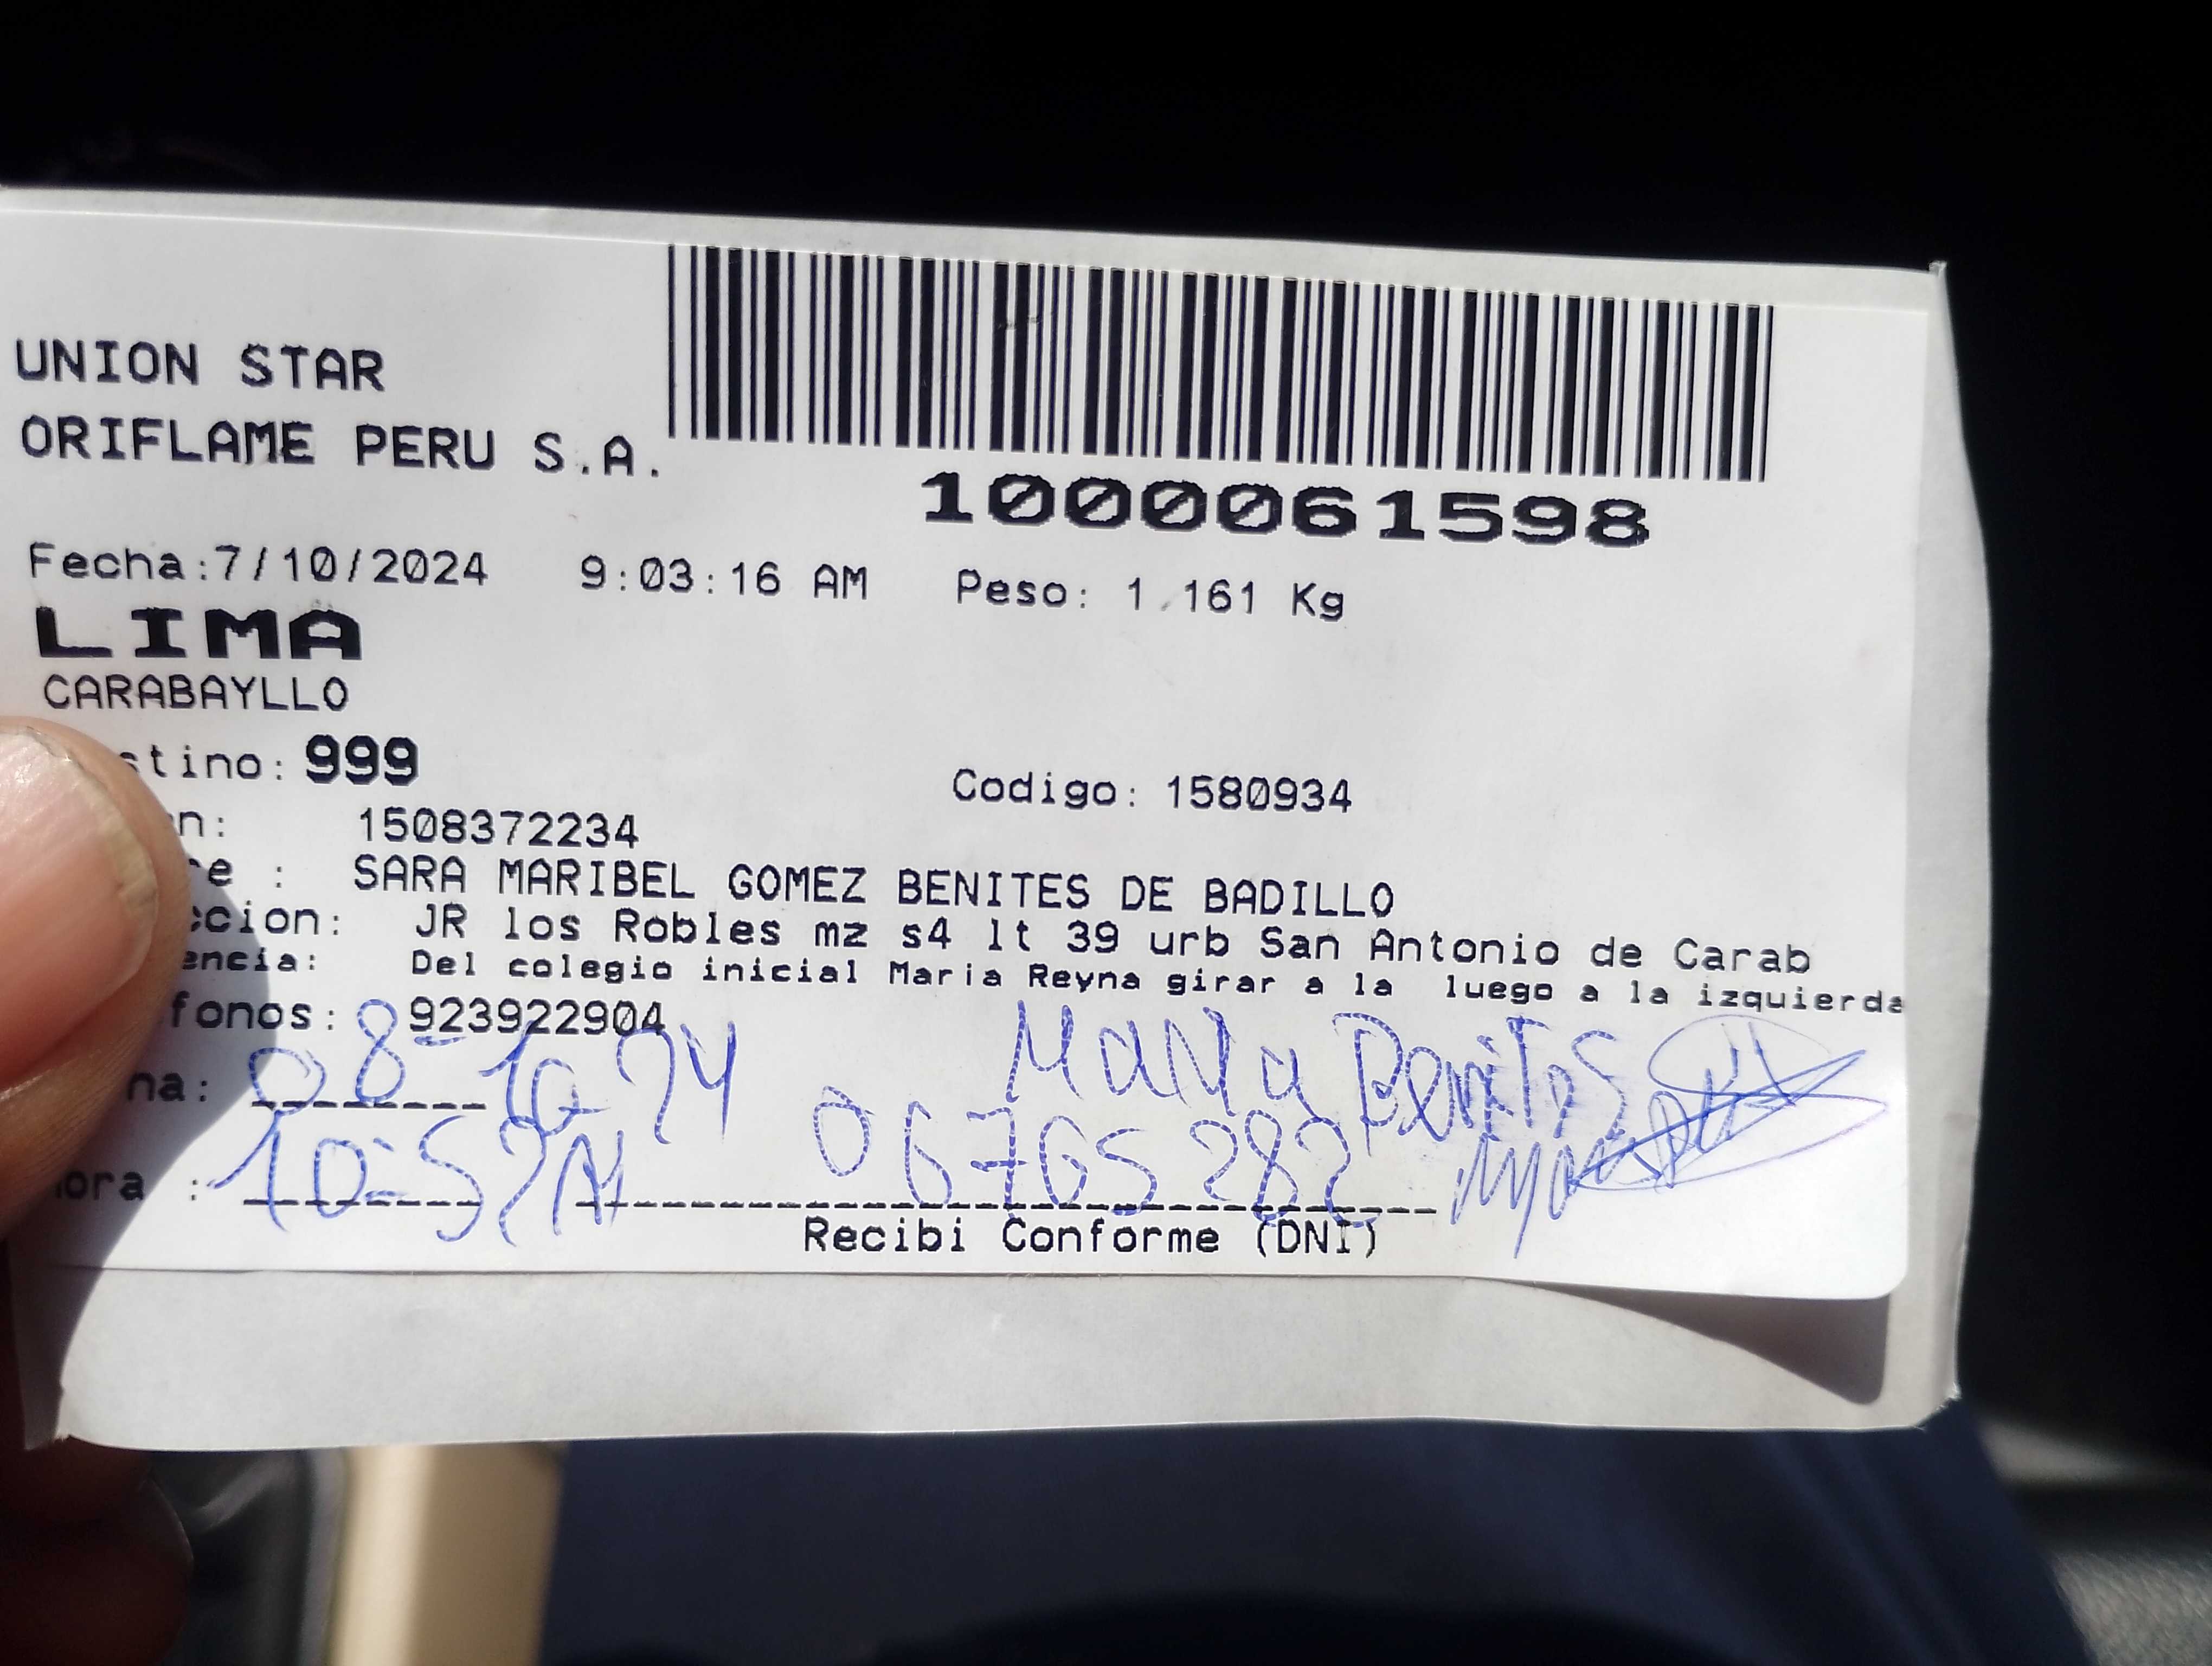 UNION STAR
ORIFLAME PERU S.A.
1000061598
Fecha:7/10/2024 9:03:16 AM Peso: 1.161 Kg
LIMA
CARABAYLLO
stino: 999
Codigo: 1580934
n: 1508372234
re : SARA MARIBEL GOMEZ BENITES DE BADILLO
ccion: JR los Robles mz s4 lt 39 urb San Antonio de Carab
encia: Del colegio inicial Maria Reyna girar a la luego a la izquierda
fonos: 923922904
na: 08-10-24 Benites
ora : 10-52 06765282
Recibi Conforme (DNI)